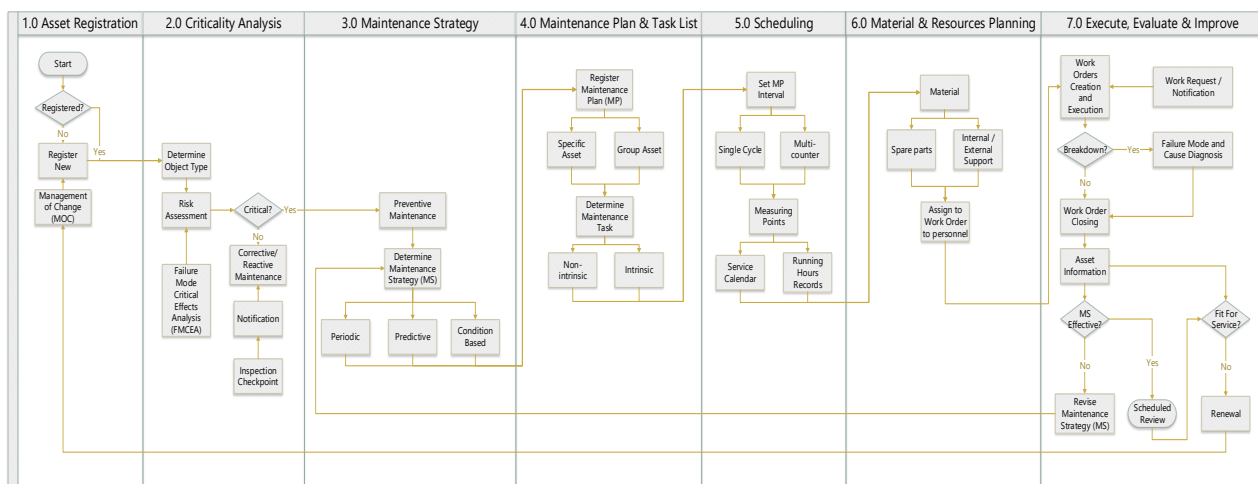 1.0 Asset Registration
2.0 Criticality Analysis
3.0 Maintenance Strategy
4.0 Maintenance Plan & Task List
5.0 Scheduling
6.0 Material & Resources Planning
7.0 Execute, Evaluate & Improve
Start
Registered?
No
Yes
Register
New
Management
of Change
(MOC)
Determine
Object Type
Risk
Assessment
Critical?
Yes
No
Failure
Mode
Critical
Effects
Analysis
(FMCEA)
Corrective/
Reactive
Maintenance
Notification
Inspection
Checkpoint
Preventive
Maintenance
Determine
Maintenance
Strategy (MS)
Periodic
Predictive
Condition
Based
Register
Maintenance
Plan (MP)
Specific
Asset
Group Asset
Determine
Maintenance
Task
Non-
intrinsic
Intrinsic
Set MP
Interval
Single Cycle
Multi-
counter
Measuring
Points
Service
Calendar
Running
Hours
Records
Material
Spare parts
Internal /
External
Support
Assign to
Work Order
to personnel
Work
Orders
Creation
and
Execution
Work Request /
Notification
Breakdown?
Yes
Failure Mode and
Cause Diagnosis
No
Work Order
Closing
Asset
Information
MS
Effective?
Fit For
Service?
No
Yes
No
Revise
Maintenance
Strategy (MS)
Scheduled
Review
Renewal